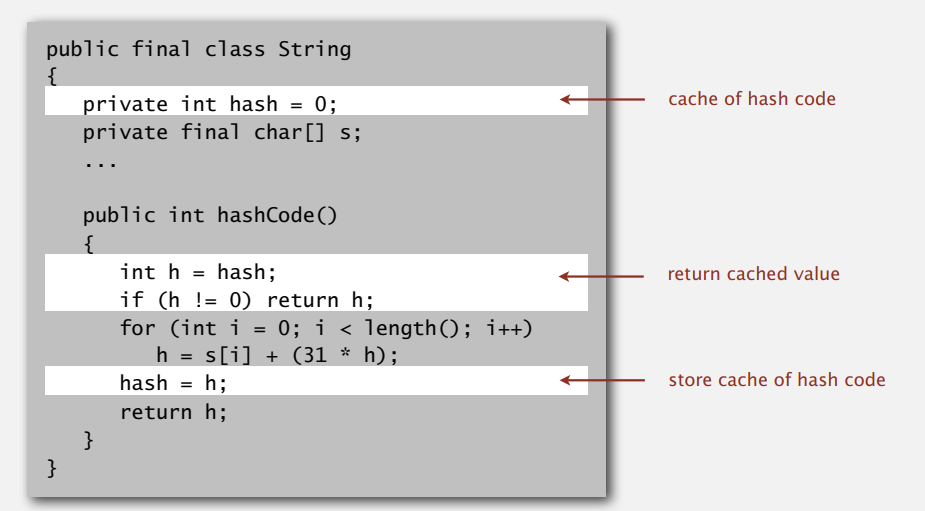 public final class String
{
private int hash = 0;
cache of hash code
private final char[] s;
...
public int hashCode()
{
int h = hash;
return cached value
if (h != 0) return h;
for (int i = 0; i < length(); i++)
h = s[i] + (31 * h);
hash = h;
store cache of hash code
return h;
}
}